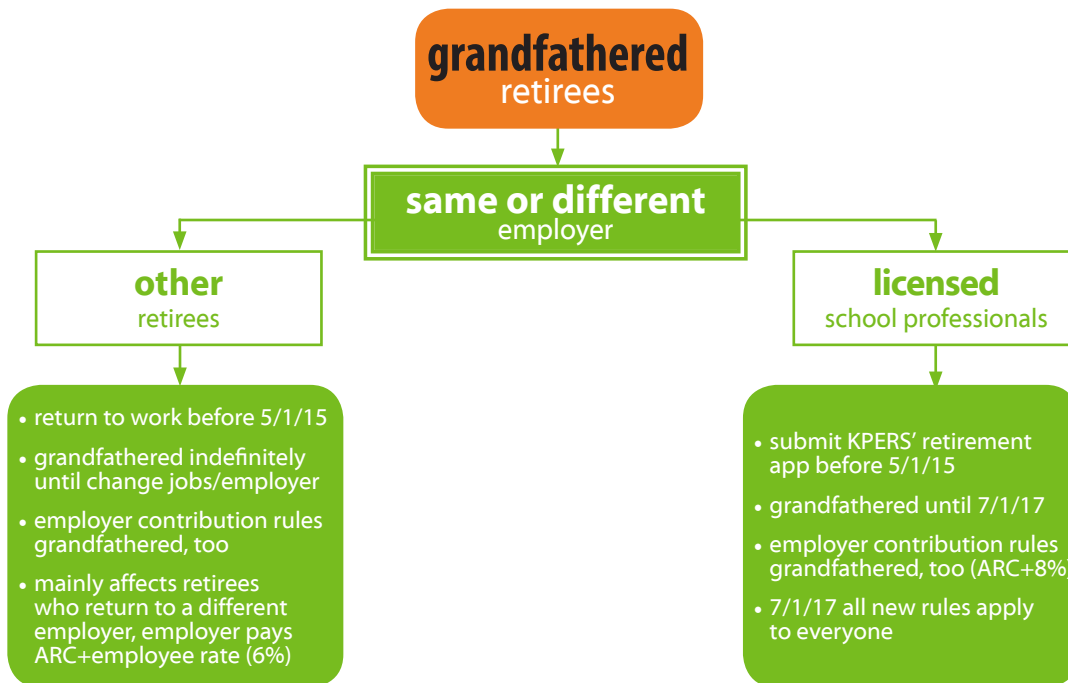 grandfathered
retirees
same or different
employer
other
retirees
• return to work before 5/1/15
• grandfathered indefinitely
until change jobs/employer
• employer contribution rules
grandfathered, too
• mainly affects retirees
who return to a different
employer, employer pays
ARC+employee rate (6%)
licensed
school professionals
• submit KPERS’ retirement
app before 5/1/15
• grandfathered until 7/1/17
• employer contribution rules
grandfathered, too (ARC+8%)
• 7/1/17 all new rules apply
to everyone